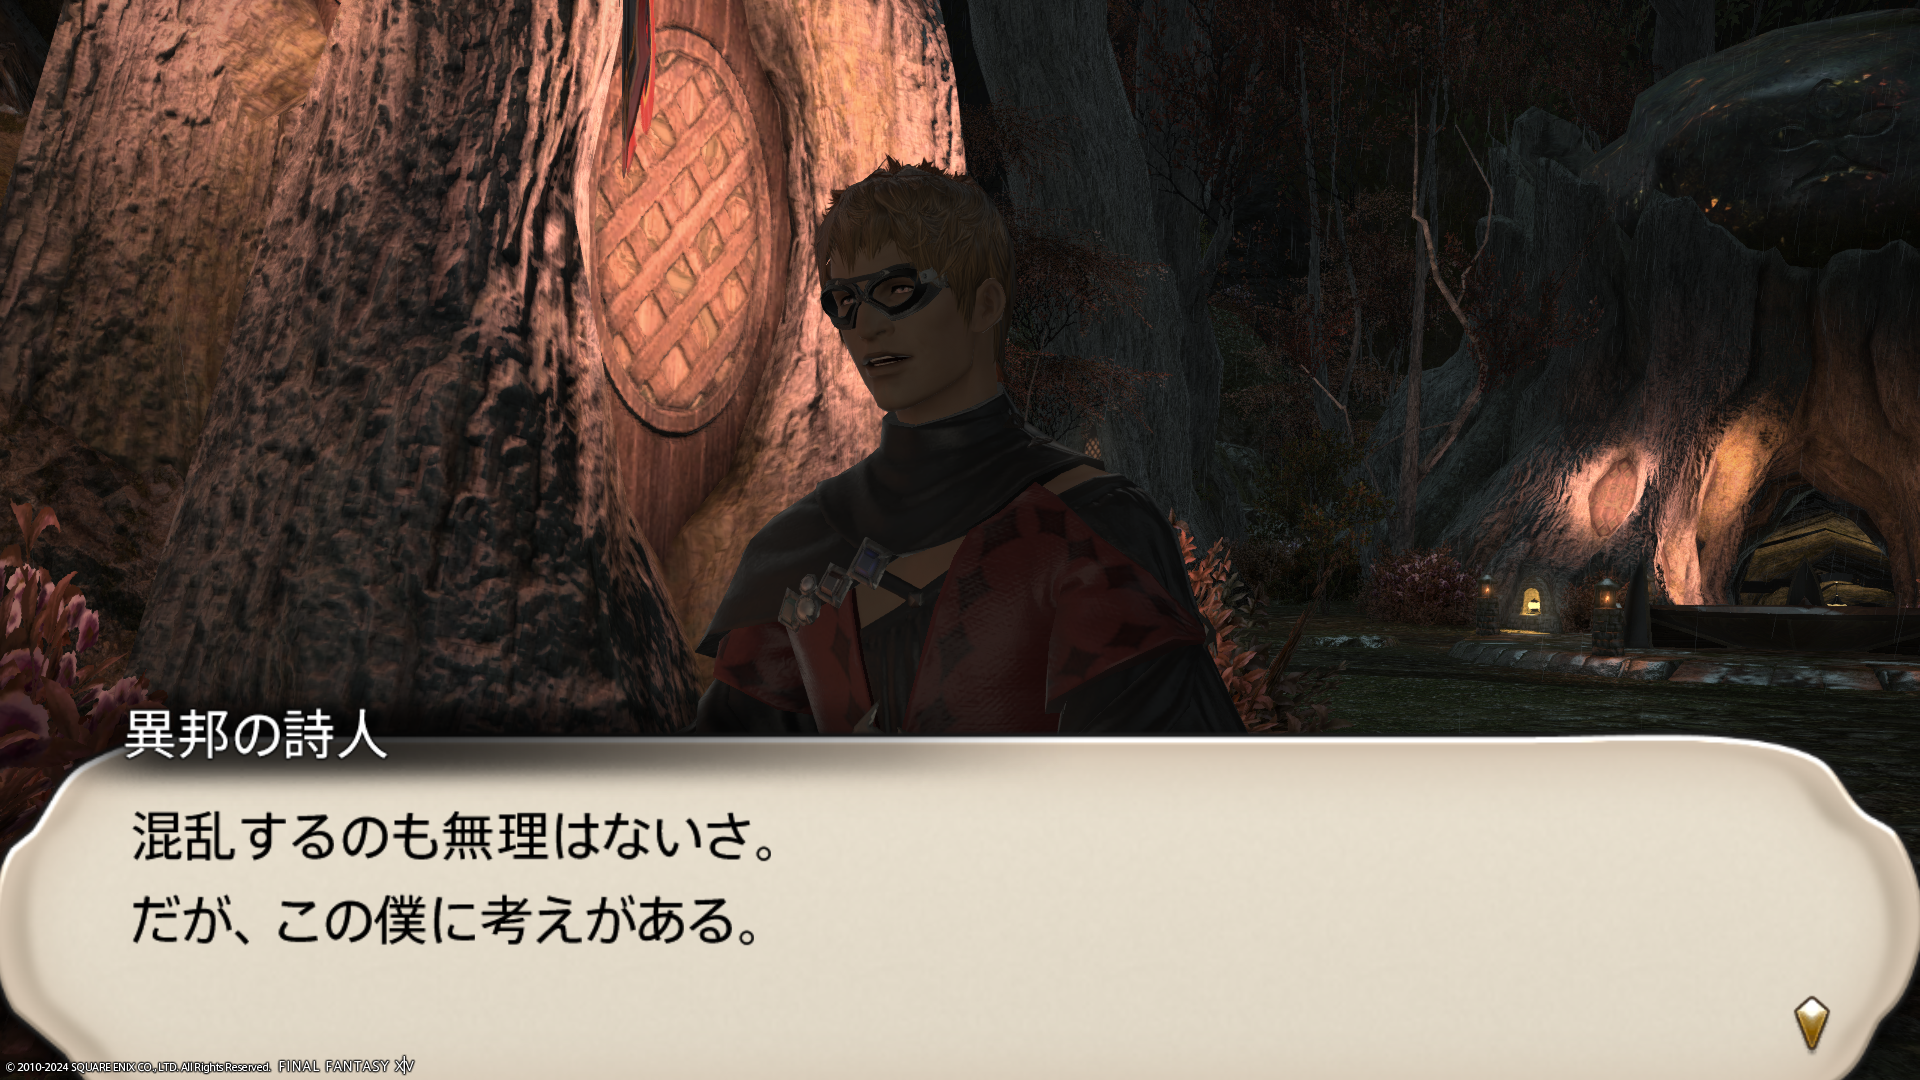 異邦の詩人
混乱するのも無理はないさ。
だが、この僕に考えがある。
© 2010-2024 SQUARE ENIX CO., LTD. All Rights Reserved. FINAL FANTASY XIV